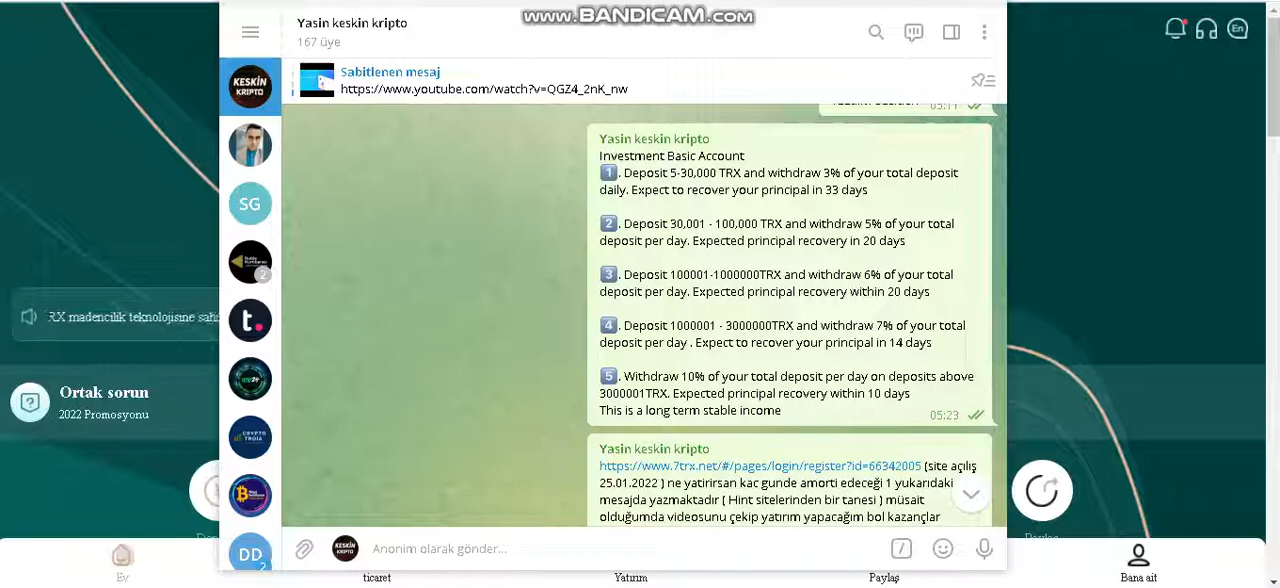 www.BANDICAM.com
Yasin keskin kripto
167 üye
Sabitlenen mesaj
https://www.youtube.com/watch?v=QGZ4_2nK_nw
05:11
Yasin keskin kripto
Investment Basic Account
1. Deposit 5-30,000 TRX and withdraw 3% of your total deposit
daily. Expect to recover your principal in 33 days
2. Deposit 30,001 - 100,000 TRX and withdraw 5% of your total
deposit per day. Expected principal recovery in 20 days
3. Deposit 100001-1000000TRX and withdraw 6% of your total
deposit per day. Expected principal recovery within 20 days
4. Deposit 1000001 - 3000000TRX and withdraw 7% of your total
deposit per day . Expect to recover your principal in 14 days
5. Withdraw 10% of your total deposit per day on deposits above
3000001TRX. Expected principal recovery within 10 days
This is a long term stable income
05:23
Yasin keskin kripto
https://www.7trx.net/#/pages/login/register?id=66342005 (site açılış
25.01.2022 ) ne yatirirsan kac gunde amorti edeceği 1 yukarıdaki
mesajda yazmaktadır ( Hint sitelerinden bir tanesi ) müsait
olduğumda videosunu çekip yatırım yapacağım bol kazançlar
Anonim olarak gönder...
KESKİN
KRIPTO
SG
2
t.
CRYPTO
TROIA
DD
2
KESKİN
KRIPTO
En
RX madencilik teknolojisine
Ortak sorun
2022 Promosyonu
Ev
ticaret
Yatırım
Paylaş
Bana ait